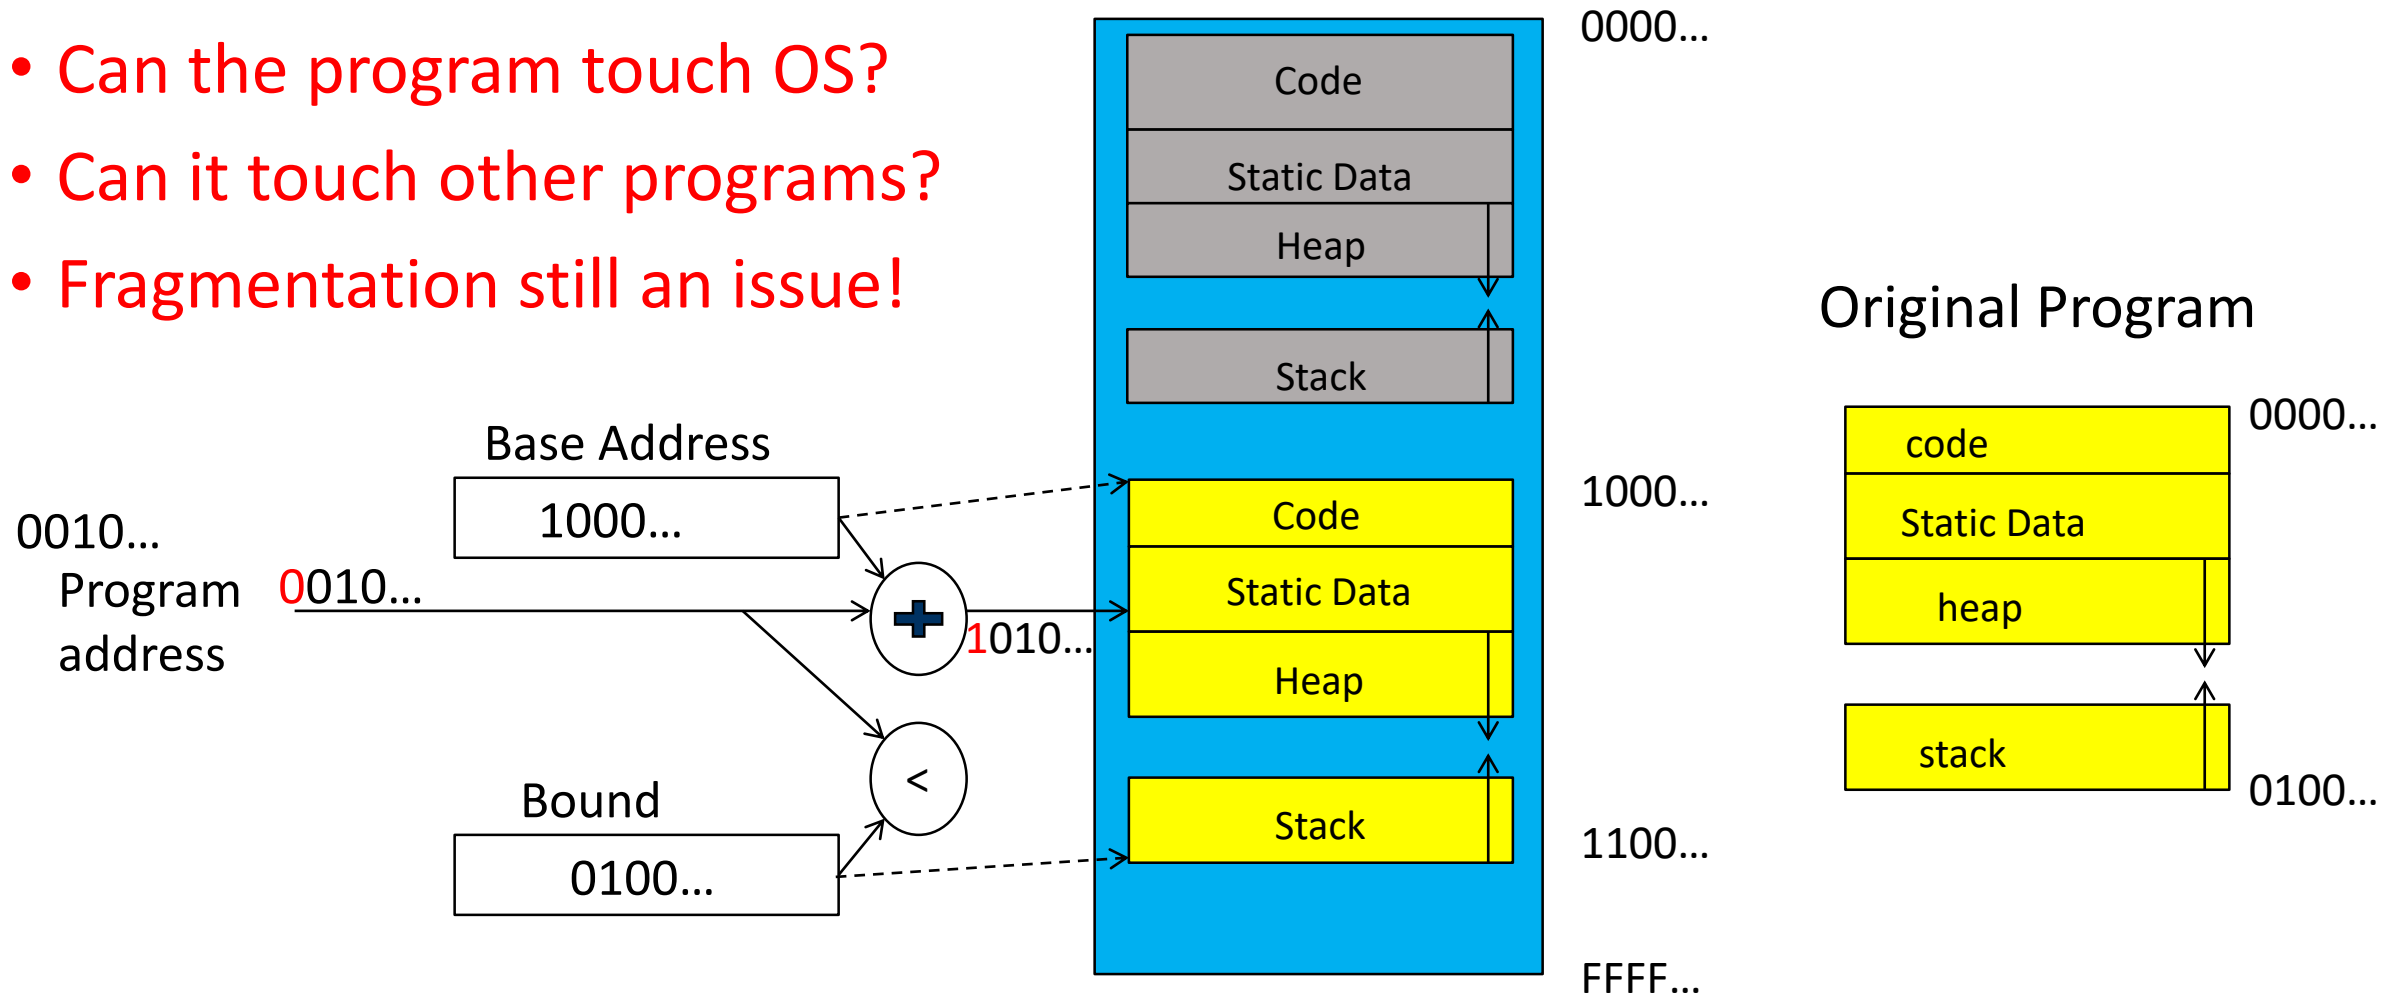 • Can the program touch OS?
• Can it touch other programs?
• Fragmentation still an issue!
Base Address
1000...
0010...
Program
address
0010...
+
1010...
<
Bound
0100...
0000...
Code
Static Data
Heap
Stack
1000...
Code
Static Data
Heap
Stack
1100...
FFFF...
Original Program
0000...
code
Static Data
heap
stack
0100...